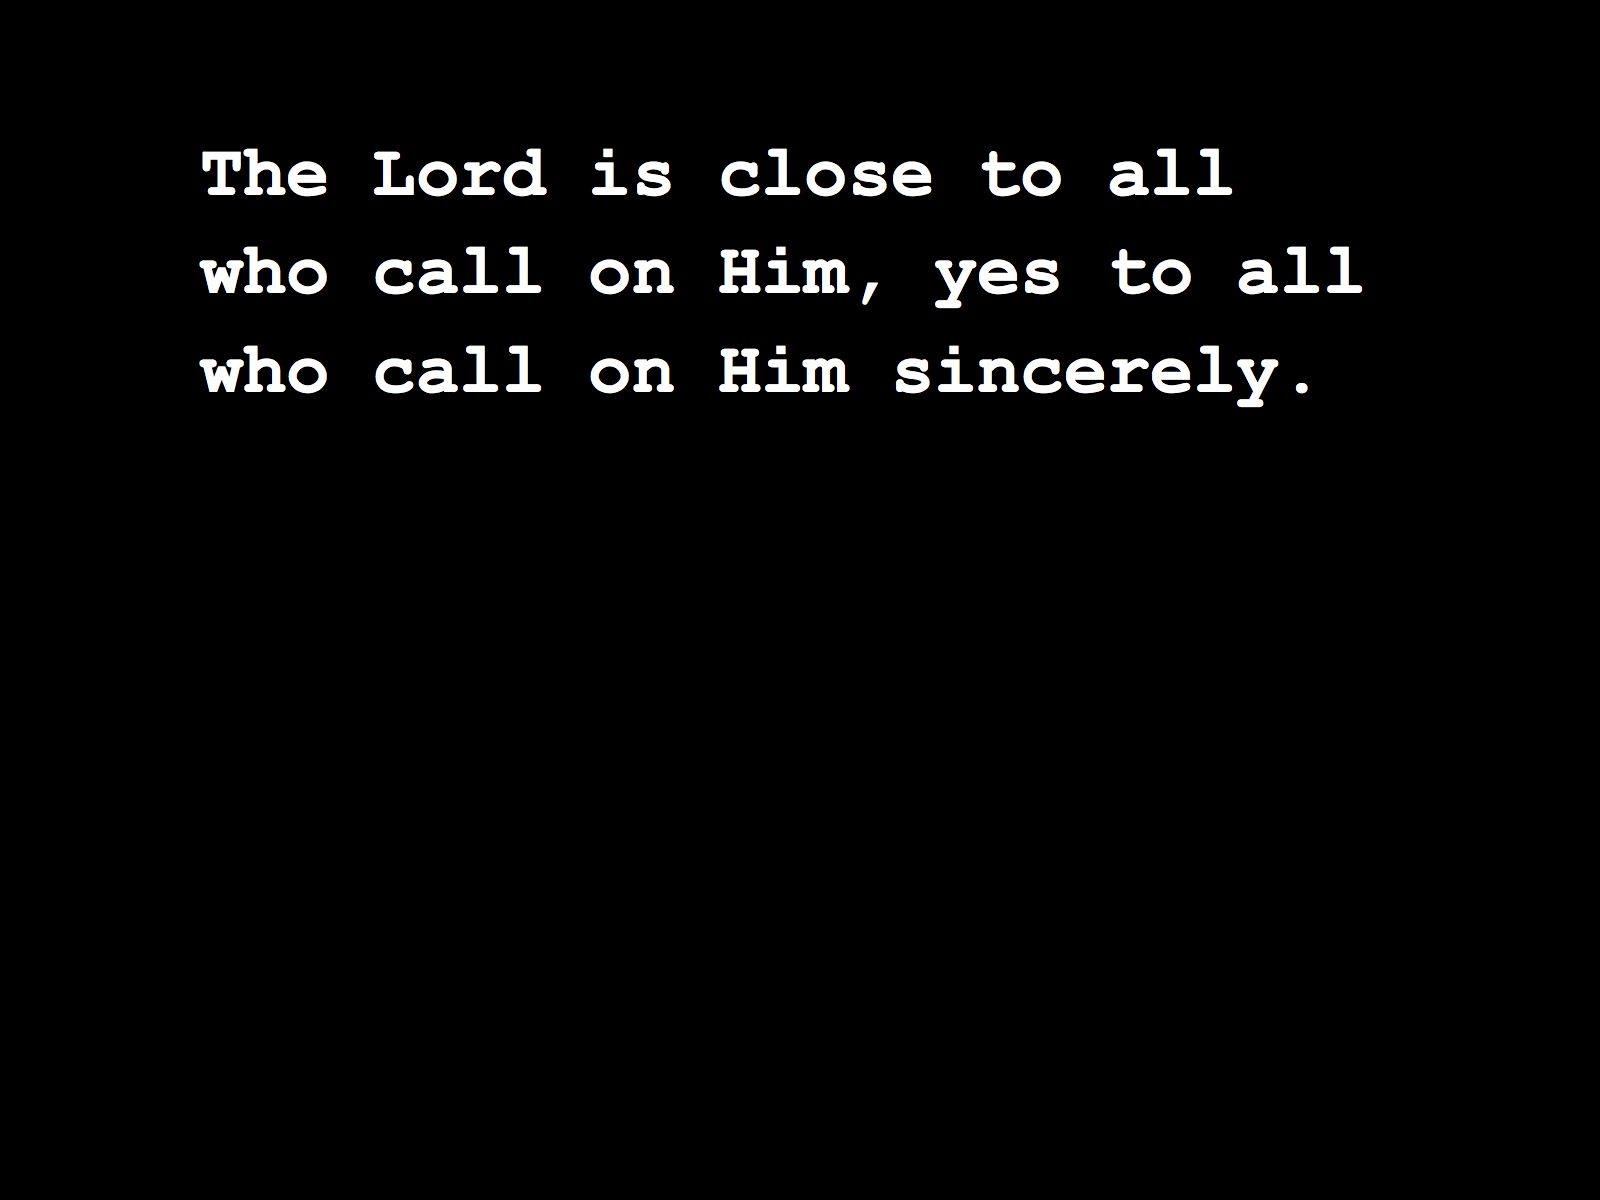 The Lord is close to all
who call on Him, yes to all
who call on Him sincerely.